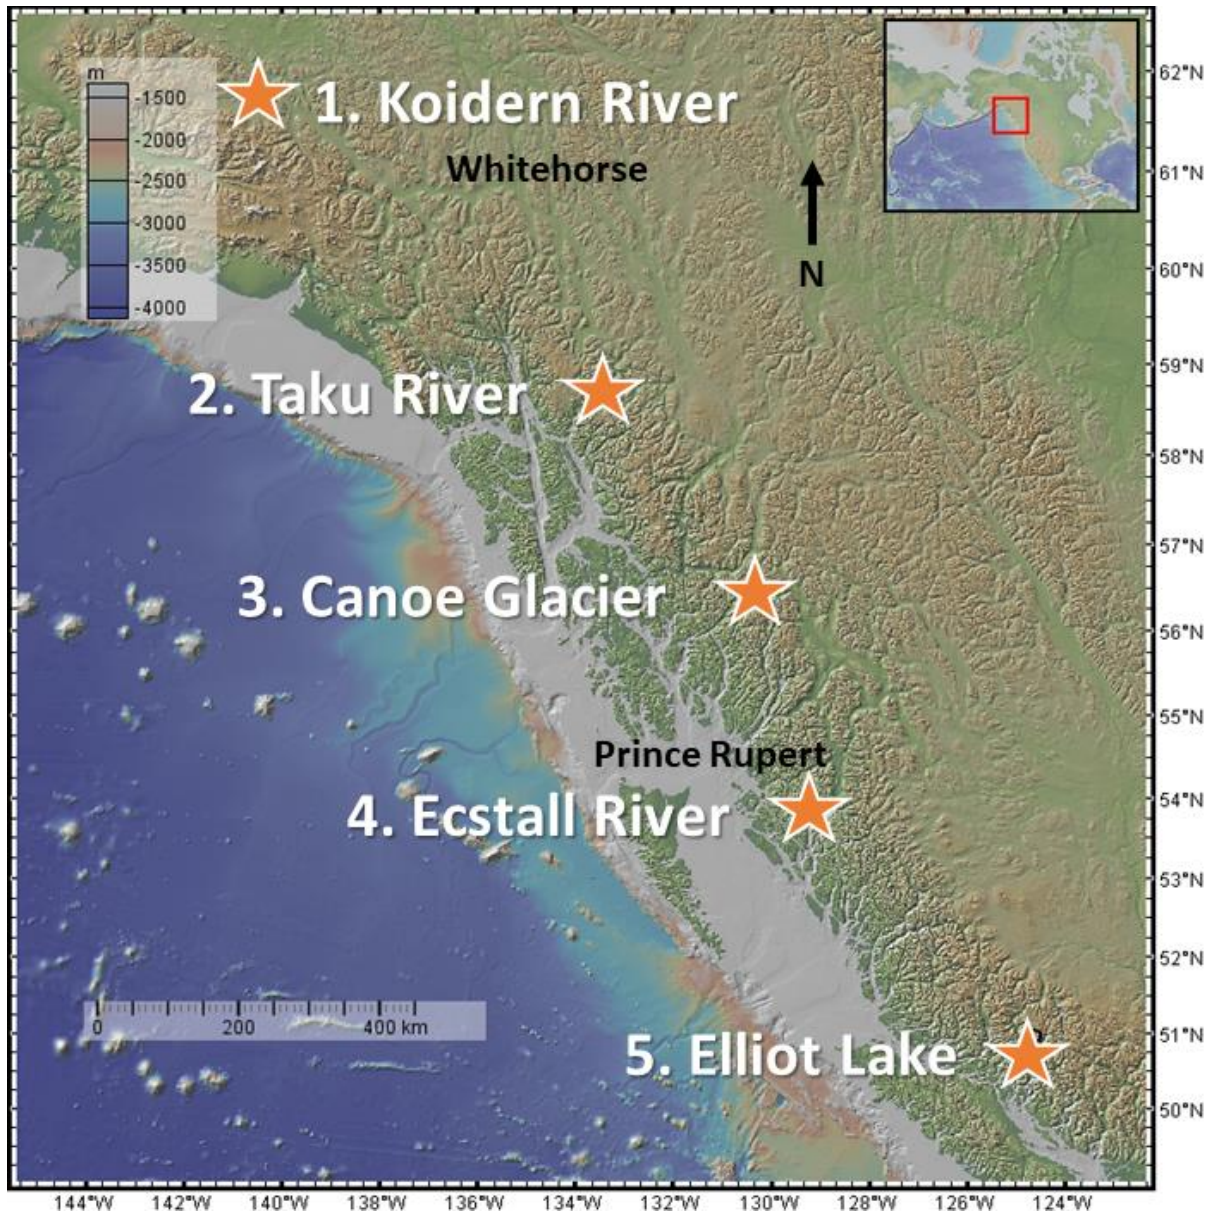 m
-1500
-2000
-2500
-3000
-3500
-4000
1. Koidern River
Whitehorse
N
2. Taku River
3. Canoe Glacier
Prince Rupert
4. Ecstall River
0 200 400 km
5. Elliot Lake
62°N
61°N
60°N
59°N
58°N
57°N
56°N
55°N
54°N
53°N
52°N
51°N
50°N
144°W 142°W 140°W 138°W 136°W 134°W 132°W 130°W 128°W 126°W 124°W